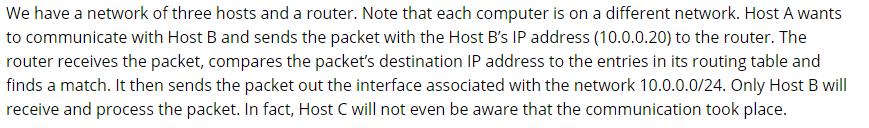 We have a network of three hosts and a router. Note that each computer is on a different network. Host A wants
to communicate with Host B and sends the packet with the Host B’s IP address (10.0.0.20) to the router. The
router receives the packet, compares the packet’s destination IP address to the entries in its routing table and
finds a match. It then sends the packet out the interface associated with the network 10.0.0.0/24. Only Host B will
receive and process the packet. In fact, Host C will not even be aware that the communication took place.